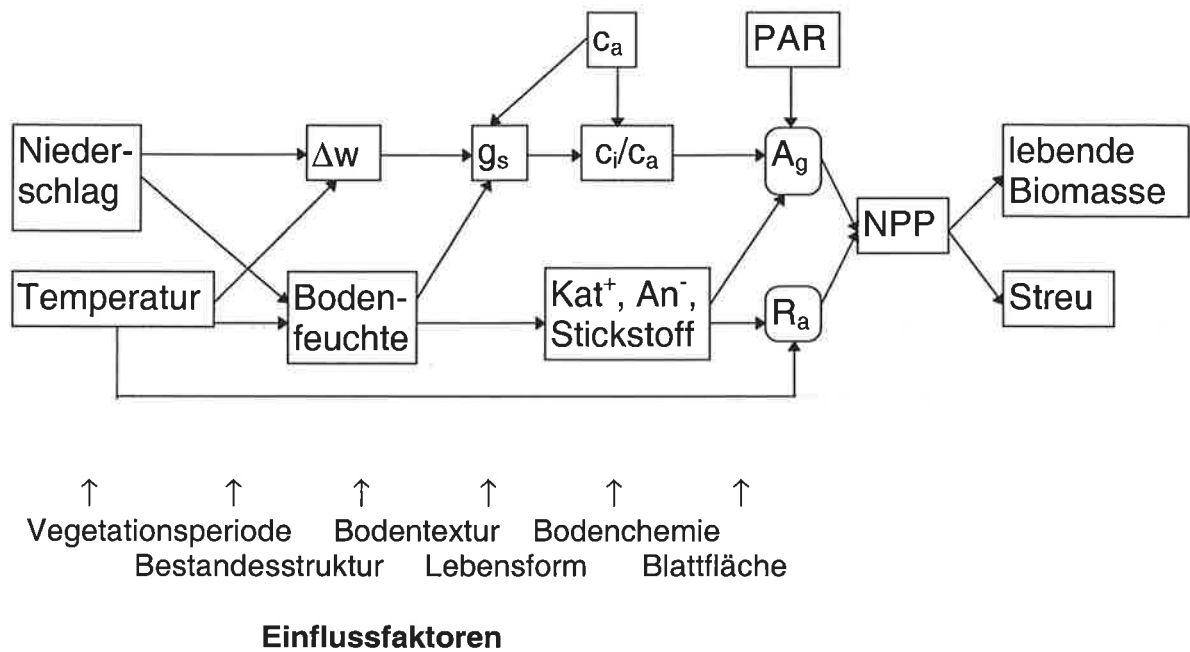 cₐ
PAR
Nieder-
schlag
Δw
gₛ
cᵢ/cₐ
A_g
lebende
Biomasse
NPP
Temperatur
Boden-
feuchte
Kat⁺, An⁻,
Stickstoff
Rₐ
Streu
↑ ↑ ↑ ↑ ↑ ↑
Vegetationsperiode Bodentextur Bodenchemie
Bestandesstruktur Lebensform Blattfläche
Einflussfaktoren